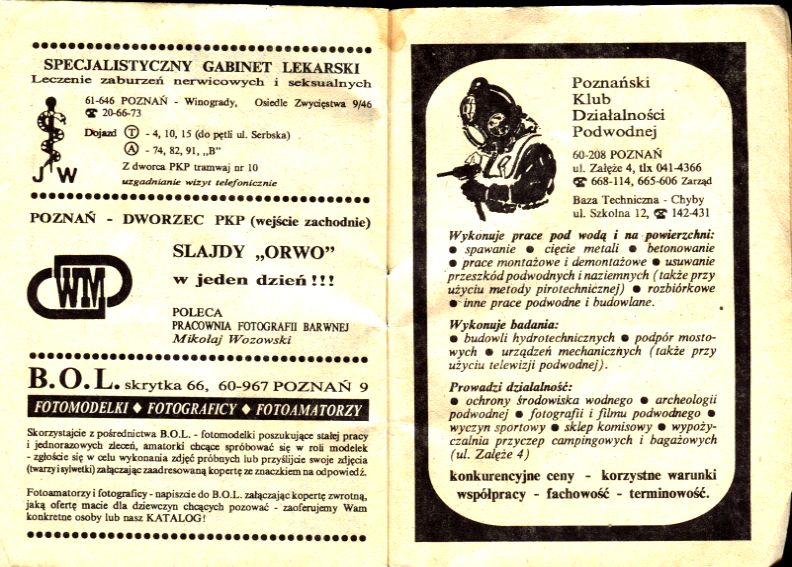 SPECJALISTYCZNY GABINET LEKARSKI
Leczenie zaburzeń nerwicowych i seksualnych
61-646 POZNAŃ - Winogrady, Osiedle Zwycięstwa 9/46
☎ 20-66-73
Dojazd Ⓣ - 4, 10, 15 (do pętli ul. Serbska)
Ⓐ - 74, 82, 91, „B”
Z dworca PKP tramwaj nr 10
uzgadnianie wizyt telefonicznie
J W
POZNAŃ - DWORZEC PKP (wejście zachodnie)
SLAJDY „ORWO”
w jeden dzień!!!
WM
POLECA
PRACOWNIA FOTOGRAFII BARWNEJ
Mikołaj Wozowski
B.O.L. skrytka 66, 60-967 POZNAŃ 9
FOTOMODELKI ♦ FOTOGRAFICY ♦ FOTOAMATORZY
Skorzystajcie z pośrednictwa B.O.L. - fotomodelki poszukujące stałej pracy
i jednorazowych zleceń, amatorki chcące spróbować się w roli modelek
- zgłoście się w celu wykonania zdjęć próbnych lub przyślijcie swoje zdjęcia
(twarzy i sylwetki) załączając zaadresowaną kopertę ze znaczkiem na odpowiedź.
Fotoamatorzy i fotograficy - napiszcie do B.O.L. załączając kopertę zwrotną,
jaką ofertę macie dla dziewczyn chcących pozować - zaoferujemy Wam
konkretne osoby lub nasz KATALOG!
Poznański
Klub
Działalności
Podwodnej
60-208 POZNAŃ
ul. Załęże 4, tlx 041-4366
☎ 668-114, 665-606 Zarząd
Baza Techniczna - Chyby
ul. Szkolna 12, ☎ 142-431
Wykonuje prace pod wodą i na powierzchni:
● spawanie ● cięcie metali ● betonowanie
● prace montażowe i demontażowe ● usuwanie
przeszkód podwodnych i naziemnych (także przy
użyciu metody pirotechnicznej) ● rozbiórkowe
● inne prace podwodne i budowlane.
Wykonuje badania:
● budowli hydrotechnicznych ● podpór mosto-
wych ● urządzeń mechanicznych (także przy
użyciu telewizji podwodnej).
Prowadzi działalność:
● ochrony środowiska wodnego ● archeologii
podwodnej ● fotografii i filmu podwodnego ●
wyczyn sportowy ● sklep komisowy ● wypoży-
czalnia przyczep campingowych i bagażowych
(ul. Załęże 4)
konkurencyjne ceny - korzystne warunki
współpracy - fachowość - terminowość.